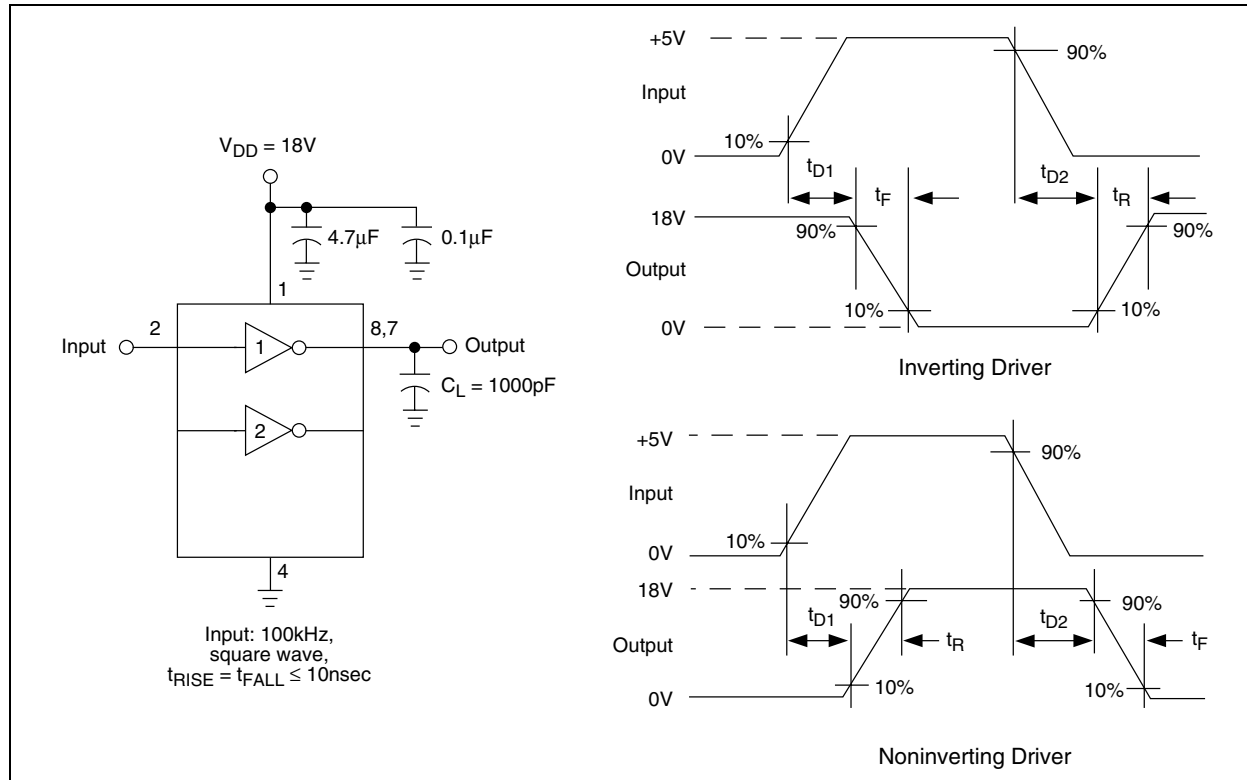 V_DD = 18V
4.7μF
0.1μF
1
2
8,7
Input
1
Output
C_L = 1000pF
2
4
Input: 100kHz,
square wave,
t_RISE = t_FALL ≤ 10nsec
+5V
90%
Input
10%
0V
t_D1
t_F
t_D2
t_R
18V
90%
90%
Output
10%
10%
0V
Inverting Driver
+5V
90%
Input
10%
0V
18V
t_D1
90%
t_R
t_D2
90%
t_F
Output
10%
10%
0V
Noninverting Driver